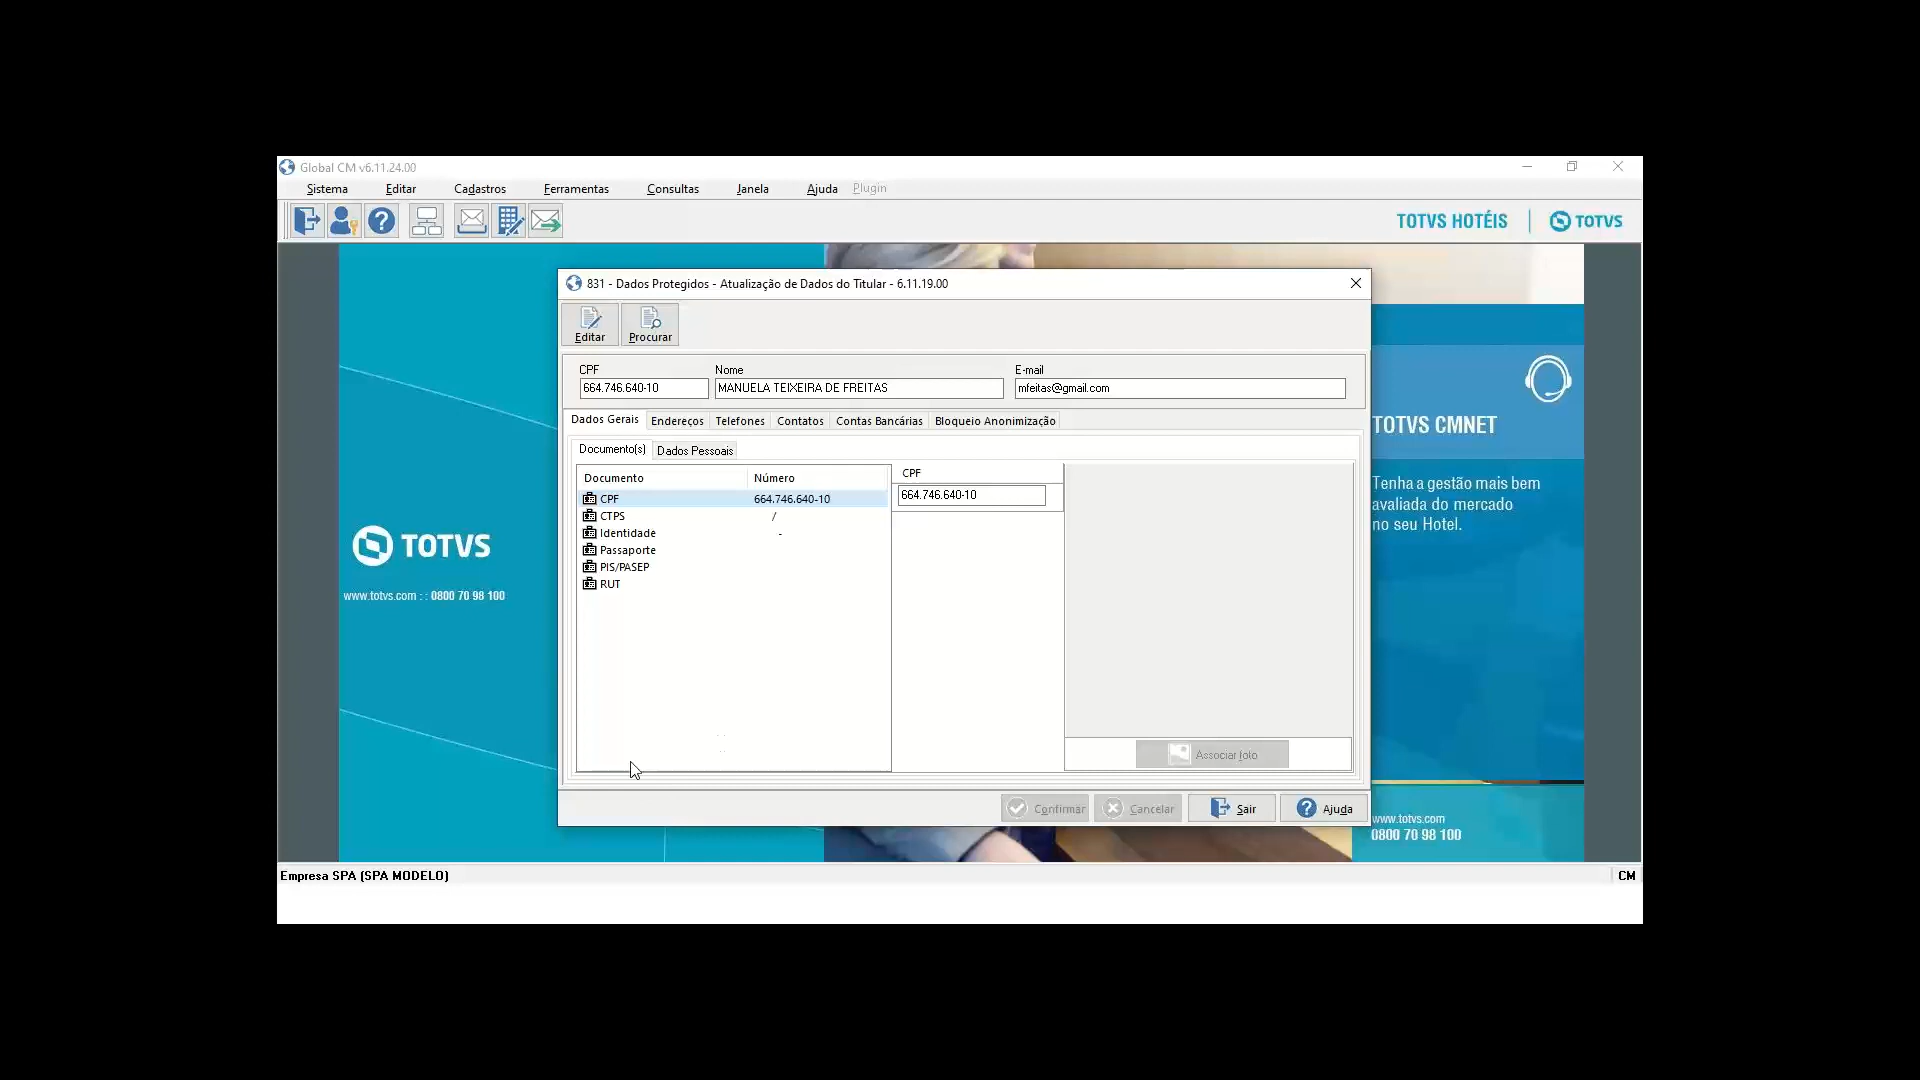 Global CM v6.11.24.00
Sistema Editar Cadastros Ferramentas Consultas Janela Ajuda Plugin
TOTVS HOTÉIS TOTVS
831 - Dados Protegidos - Atualização de Dados do Titular - 6.11.19.00
Editar Procurar
CPF Nome E-mail
664.746.640-10 MANUELA TEIXEIRA DE FREITAS mfeitas@gmail.com
Dados Gerais Endereços Telefones Contatos Contas Bancárias Bloqueio Anonimização
Documento(s) Dados Pessoais
Documento Número CPF
CPF 664.746.640-10 664.746.640-10
CTPS /
Identidade -
Passaporte
PIS/PASEP
RUT
Associar foto
Confirmar Cancelar Sair Ajuda
TOTVS
www.totvs.com :: 0800 70 98 100
TOTVS CMNET
Tenha a gestão mais bem
avaliada do mercado
no seu Hotel.
www.totvs.com
0800 70 98 100
Empresa SPA (SPA MODELO) CM